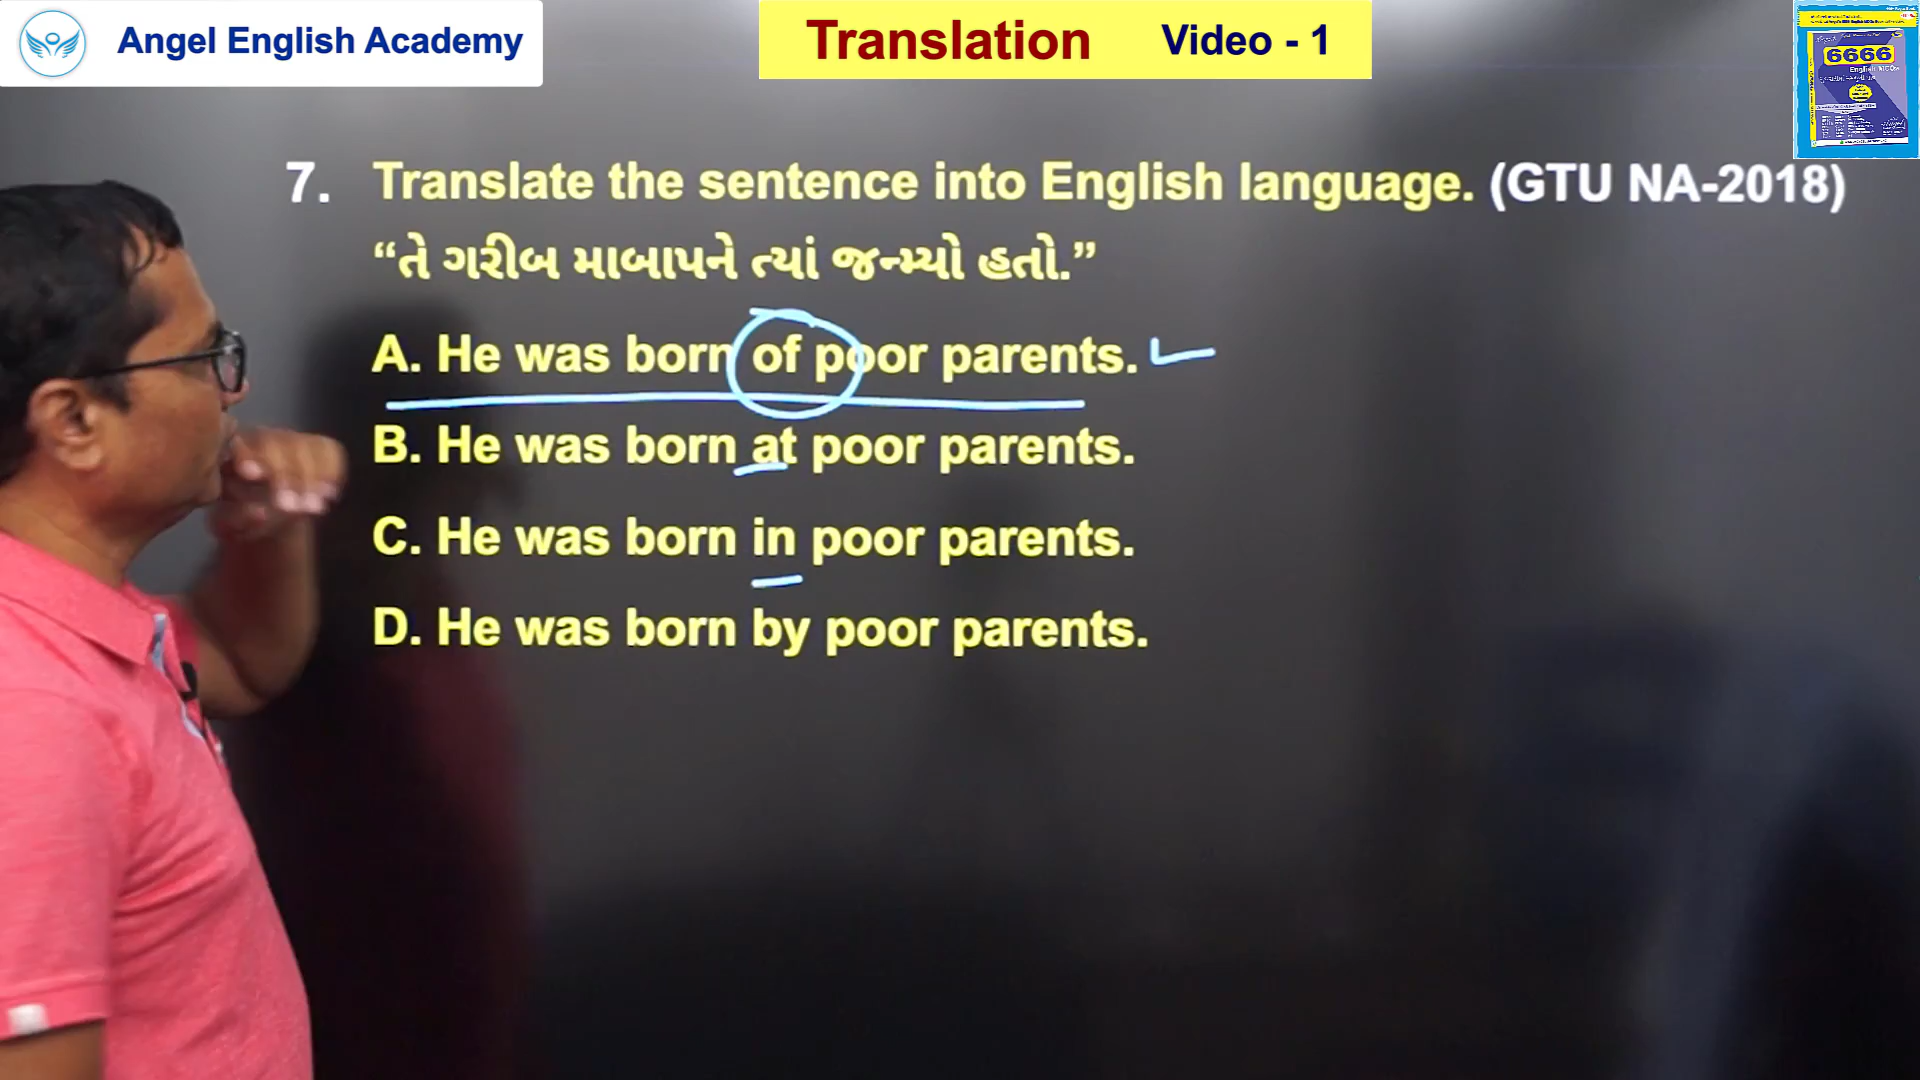 Angel English Academy
Translation Video - 1
6666
7. Translate the sentence into English language. (GTU NA-2018)
“તે ગરીબ માબાપને ત્યાં જન્મ્યો હતો.”
A. He was born of poor parents.
B. He was born at poor parents.
C. He was born in poor parents.
D. He was born by poor parents.